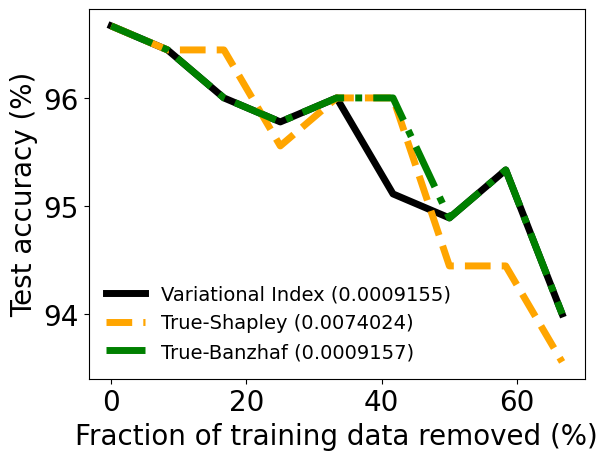 Test accuracy (%)
96
95
94
Variational Index (0.0009155)
True-Shapley (0.0074024)
True-Banzhaf (0.0009157)
0 20 40 60
Fraction of training data removed (%)